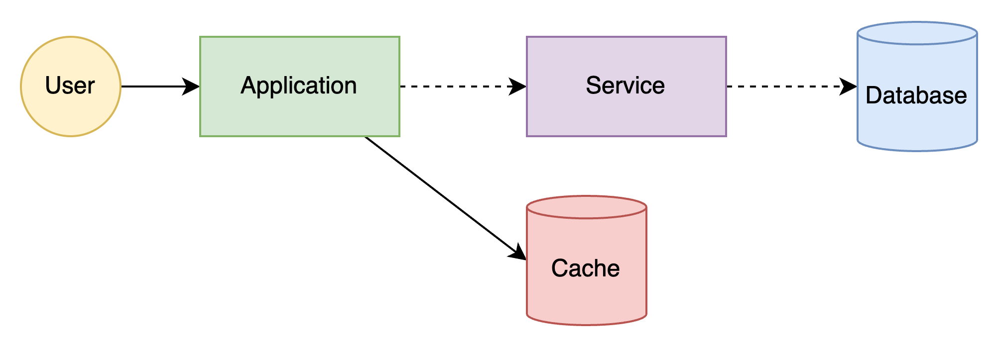 User
Application
Service
Database
Cache